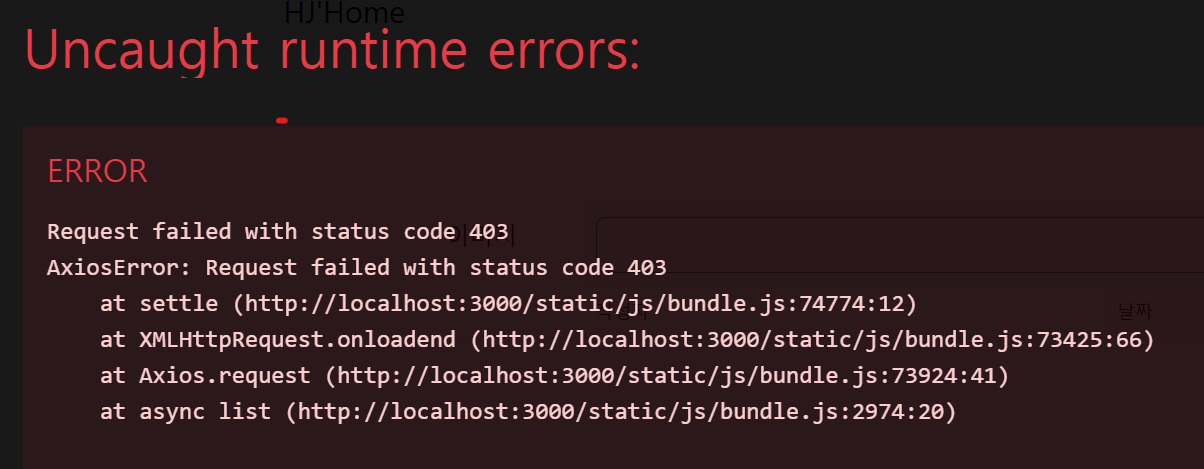 HJ'Home
Uncaught runtime errors:
ERROR
Request failed with status code 403
AxiosError: Request failed with status code 403
at settle (http://localhost:3000/static/js/bundle.js:74774:12)
at XMLHttpRequest.onloadend (http://localhost:3000/static/js/bundle.js:73425:66)
날짜
at Axios.request (http://localhost:3000/static/js/bundle.js:73924:41)
at async list (http://localhost:3000/static/js/bundle.js:2974:20)